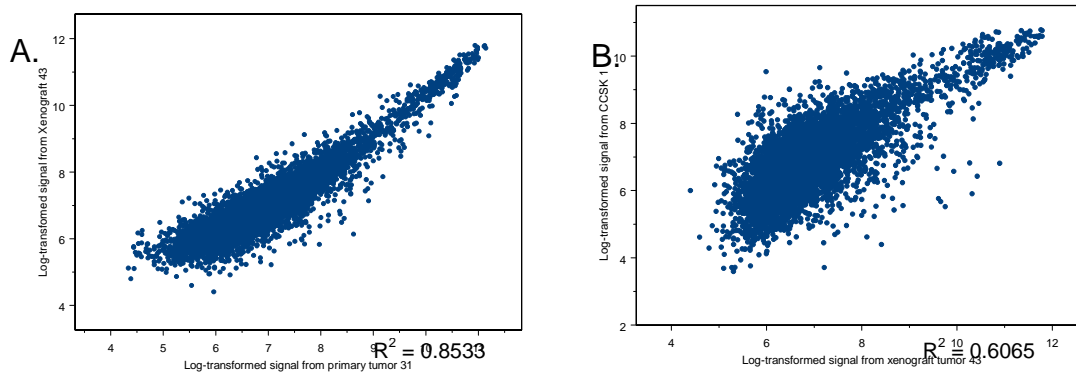 A.
Log-transformed signal from Xenograft 43
12
10
8
6
4
4 5 6 7 8 9 10 11
R² = 0.8533
Log-transformed signal from primary tumor 31
B.
Log-transformed signal from CCSK 1
10
8
6
4
2
6 8 10 12
R² = 0.6065
Log-transformed signal from xenograft tumor 43